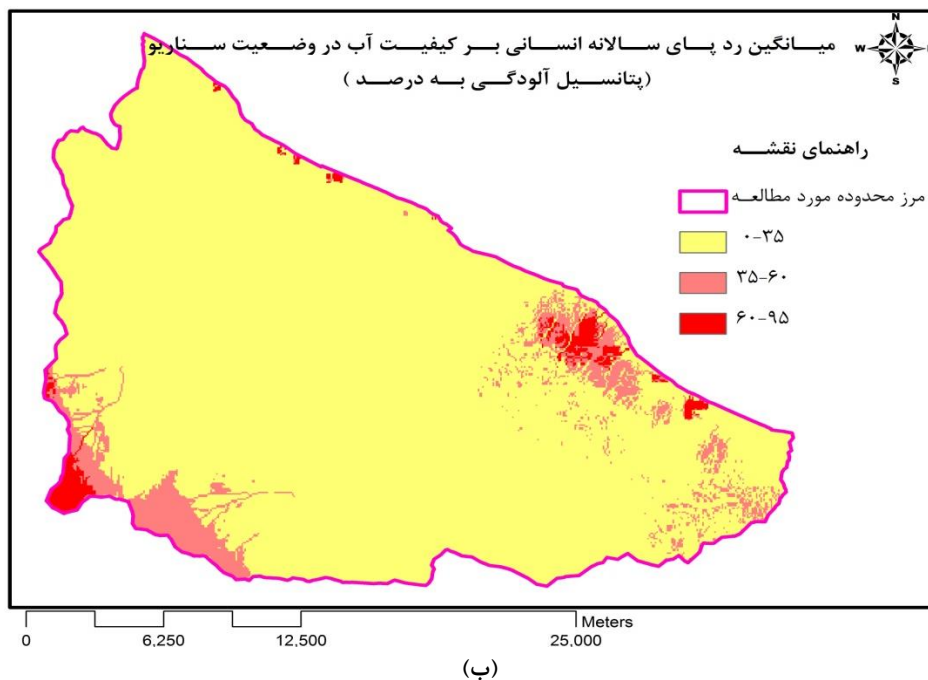 میانگین رد پای سالانه انسانی بر کیفیت آب در وضعیت سناریو
(پتانسیل آلودگی به درصد)
N
W
S
راهنمای نقشه
مرز محدوده مورد مطالعه
۰-۳۵
۳۵-۶۰
۶۰-۹۵
Meters
0 6,250 12,500 25,000
(ب)